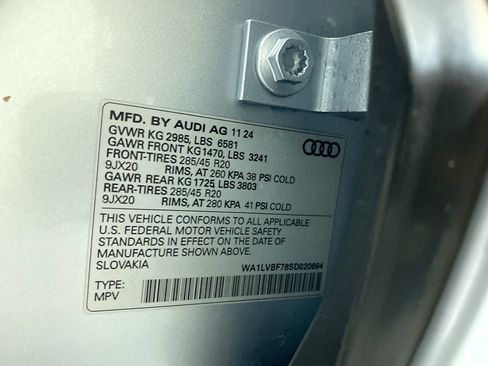 MFD. BY AUDI AG 11 24
GVWR KG 2985, LBS 6581
GAWR FRONT KG 1470, LBS 3241
FRONT-TIRES 285/45 R20
9JX20 RIMS, AT 260 KPA 38 PSI COLD
GAWR REAR KG 1725, LBS 3803
REAR-TIRES 285/45 R20
9JX20 RIMS, AT 280 KPA 41 PSI COLD
THIS VEHICLE CONFORMS TO ALL APPLICABLE
U.S. FEDERAL MOTOR VEHICLE SAFETY
STANDARDS IN EFFECT ON THE DATE OF
MANUFACTURE SHOWN ABOVE.
SLOVAKIA WA1LVBF78SD020694
TYPE:
MPV